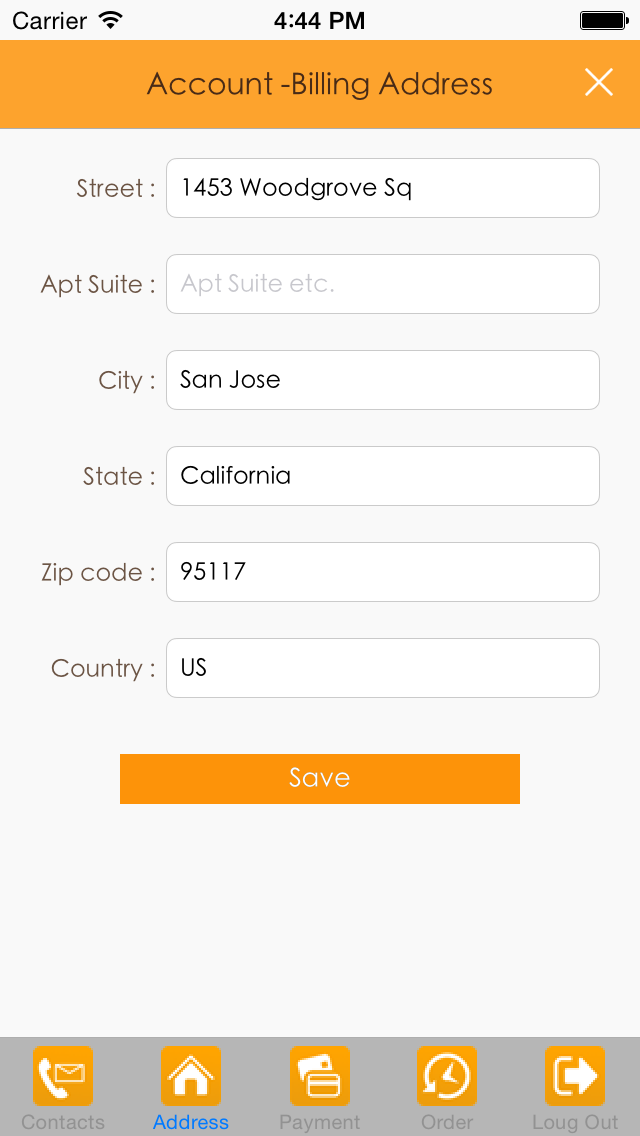 Carrier 4:44 PM
Account -Billing Address
Street : 1453 Woodgrove Sq
Apt Suite : Apt Suite etc.
City : San Jose
State : California
Zip code : 95117
Country : US
Save
Contacts Address Payment Order Loug Out